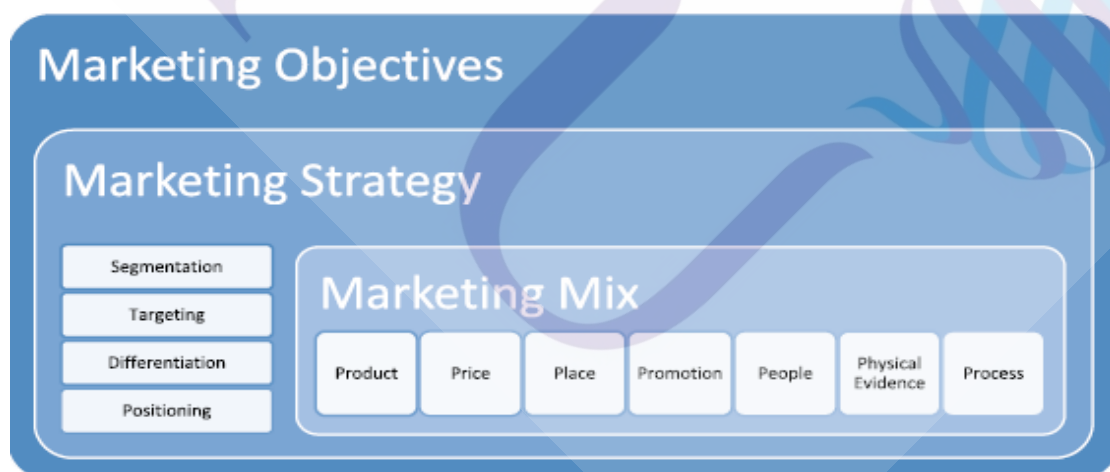 Marketing Objectives
Marketing Strategy
Segmentation
Targeting
Differentiation
Positioning
Marketing Mix
Product
Price
Place
Promotion
People
Physical
Evidence
Process